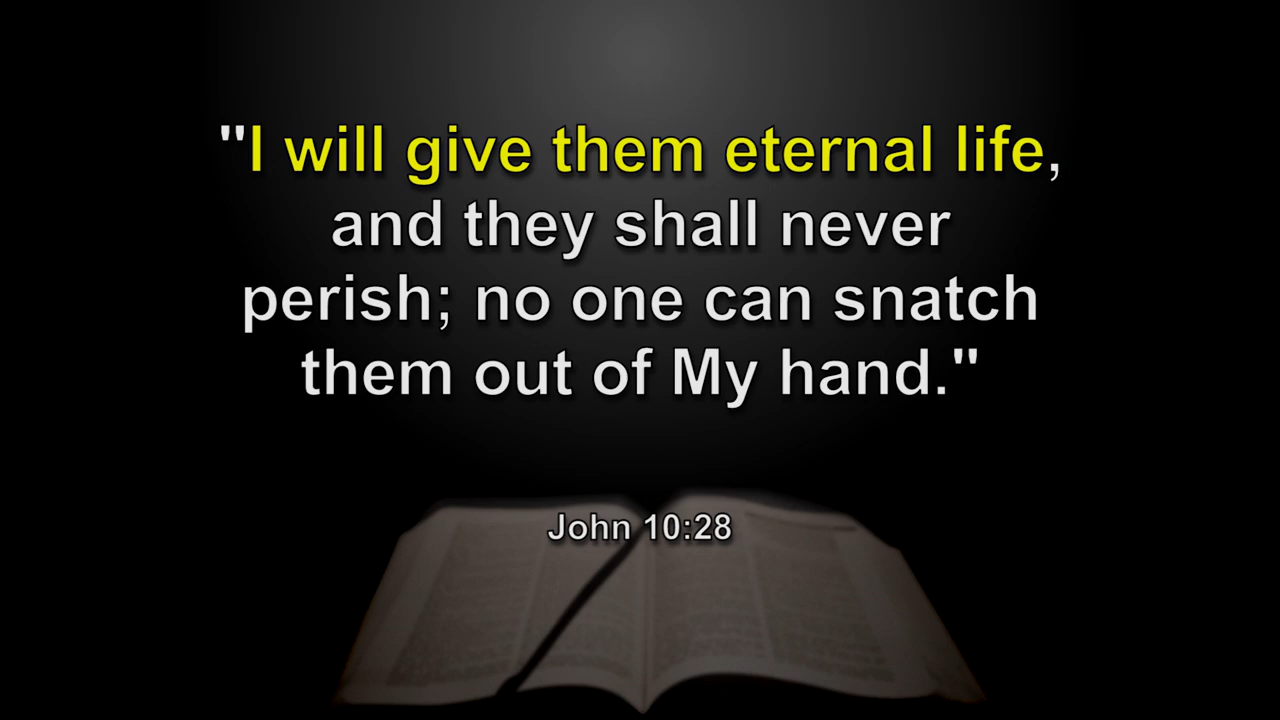 "I will give them eternal life,
and they shall never
perish; no one can snatch
them out of My hand."
John 10:28